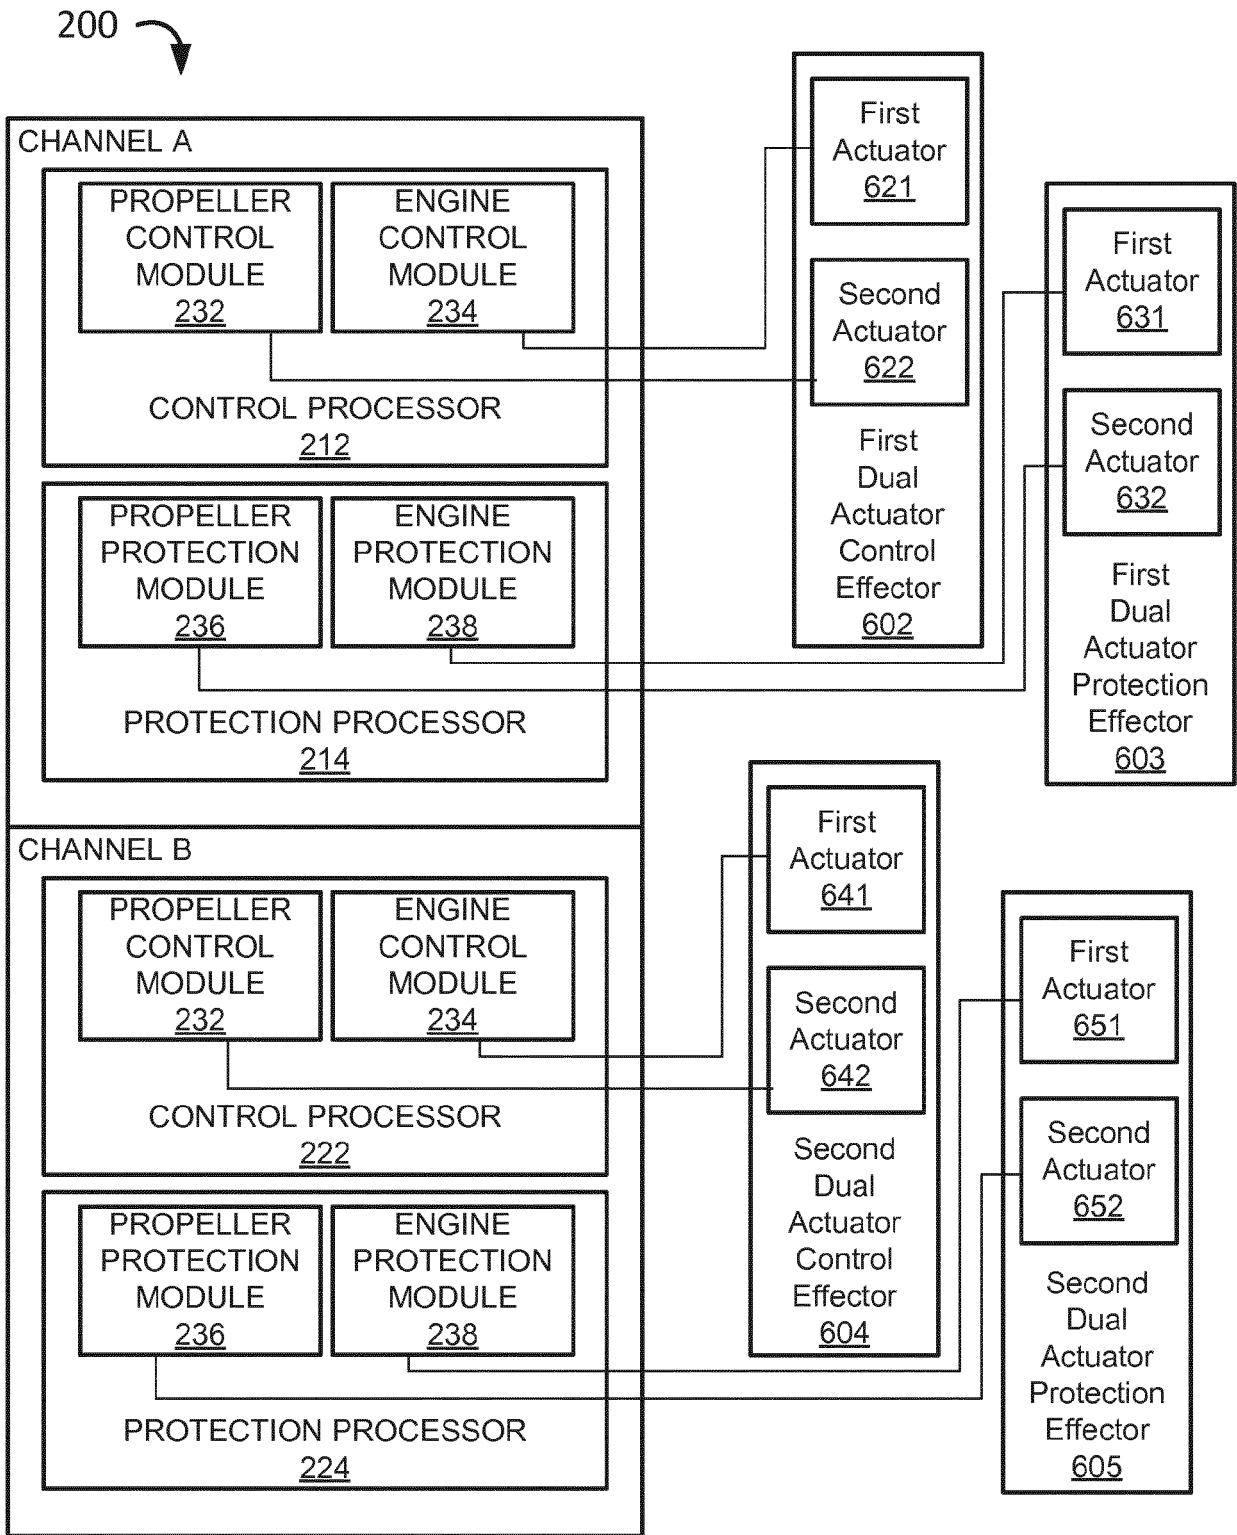 200
CHANNEL A
PROPELLER
CONTROL
MODULE
232
ENGINE
CONTROL
MODULE
234
CONTROL PROCESSOR
212
PROPELLER
PROTECTION
MODULE
236
ENGINE
PROTECTION
MODULE
238
PROTECTION PROCESSOR
214
First
Actuator
621
Second
Actuator
622
First
Dual
Actuator
Control
Effector
602
First
Actuator
631
Second
Actuator
632
First
Dual
Actuator
Protection
Effector
603
CHANNEL B
PROPELLER
CONTROL
MODULE
232
ENGINE
CONTROL
MODULE
234
CONTROL PROCESSOR
222
PROPELLER
PROTECTION
MODULE
236
ENGINE
PROTECTION
MODULE
238
PROTECTION PROCESSOR
224
First
Actuator
641
Second
Actuator
642
Second
Dual
Actuator
Control
Effector
604
First
Actuator
651
Second
Actuator
652
Second
Dual
Actuator
Protection
Effector
605